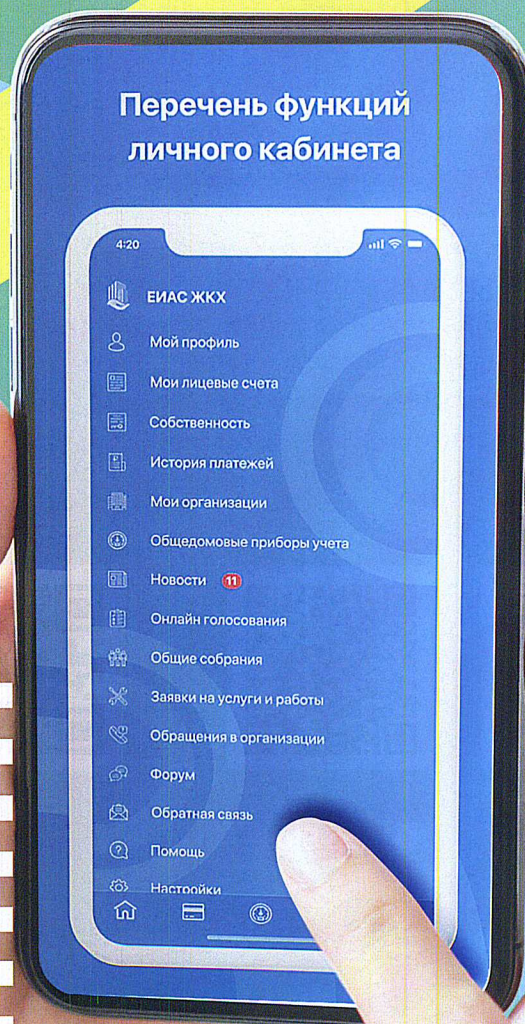 Перечень функций
личного кабинета
4:20
ЕИАС ЖКХ
Мой профиль
Мои лицевые счета
Собственность
История платежей
Мои организации
Общедомовые приборы учета
Новости 11
Онлайн голосования
Общие собрания
Заявки на услуги и работы
Обращения в организации
Форум
Обратная связь
Помощь
Настройки